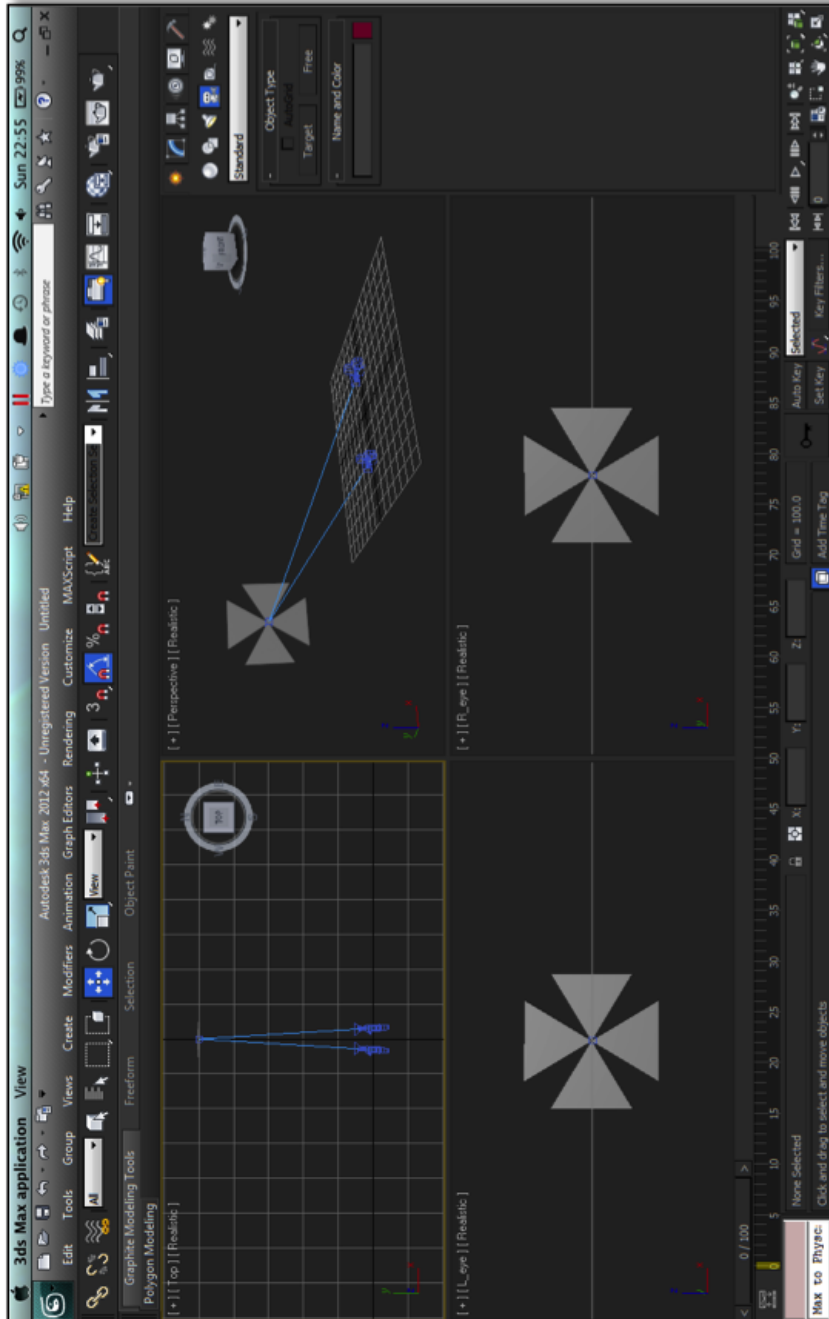 3ds Max application View Sun 22:55 99%
Autodesk 3ds Max 2012 x64 - Unregistered Version Untitled
Type a keyword or phrase
Edit Tools Group Views Create Modifiers Animation Graph Editors Rendering Customize MAXScript Help
All View 3 % ABC Create Selection Se
Graphite Modeling Tools Freeform Selection Object Paint
Polygon Modeling
[ + ] [ Top ] [ Realistic ]
TOP
[ + ] [ Perspective ] [ Realistic ]
Standard
- Object Type
AutoGrid
Target Free
- Name and Color
[ + ] [ L_eye ] [ Realistic ]
[ + ] [ R_eye ] [ Realistic ]
< 0 / 100 >
0 5 10 15 20 25 30 35 40 45 50 55 60 65 70 75 80 85 90 95 100
None Selected X: Y: Z: Grid = 100.0 Auto Key Selected
Max to Physac: Click and drag to select and move objects Add Time Tag Set Key Key Filters... 0